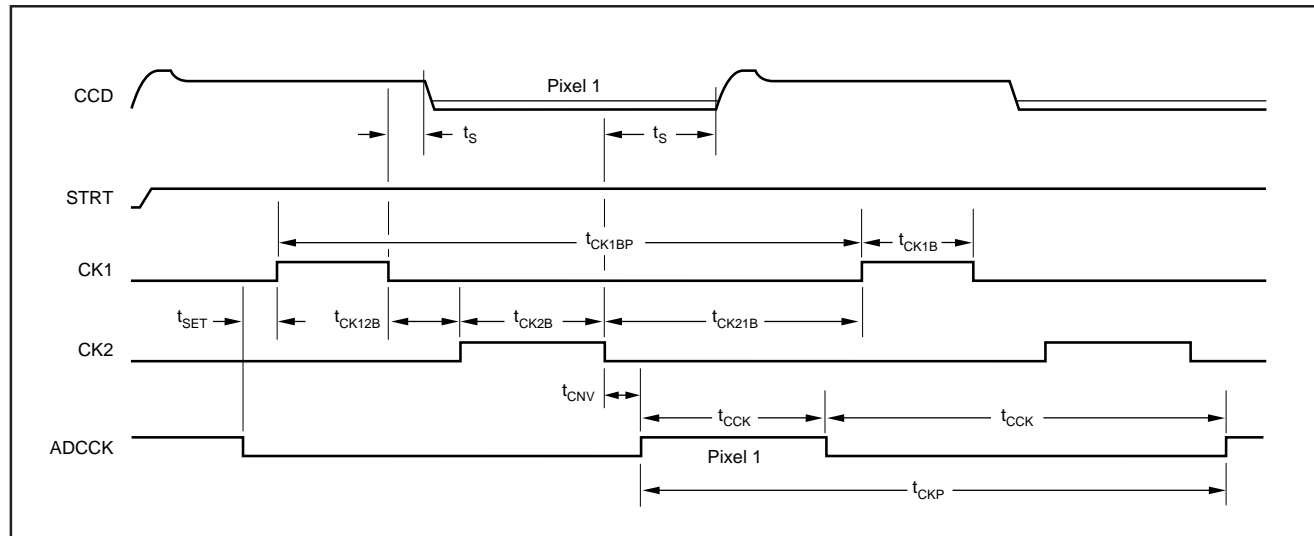 CCD
Pixel 1
tS
tS
STRT
tCK1BP
tCK1B
CK1
tSET
tCK12B
tCK2B
tCK21B
CK2
tCNV
tCCK
tCCK
ADCCK
Pixel 1
tCKP